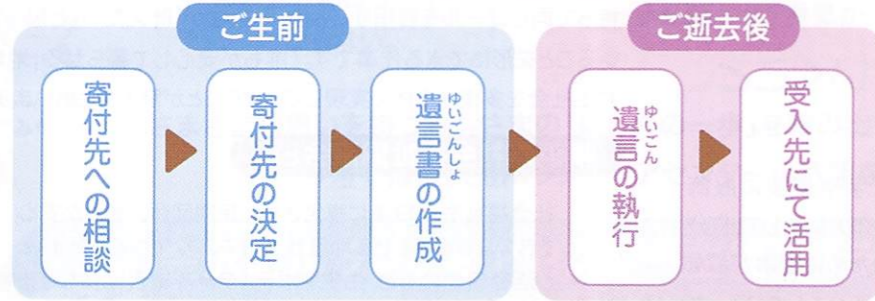 ご生前
寄付先への相談
寄付先の決定
ゆいごんしょ
遺言書の作成
ご逝去後
ゆいごん
遺言の執行
受入先にて活用